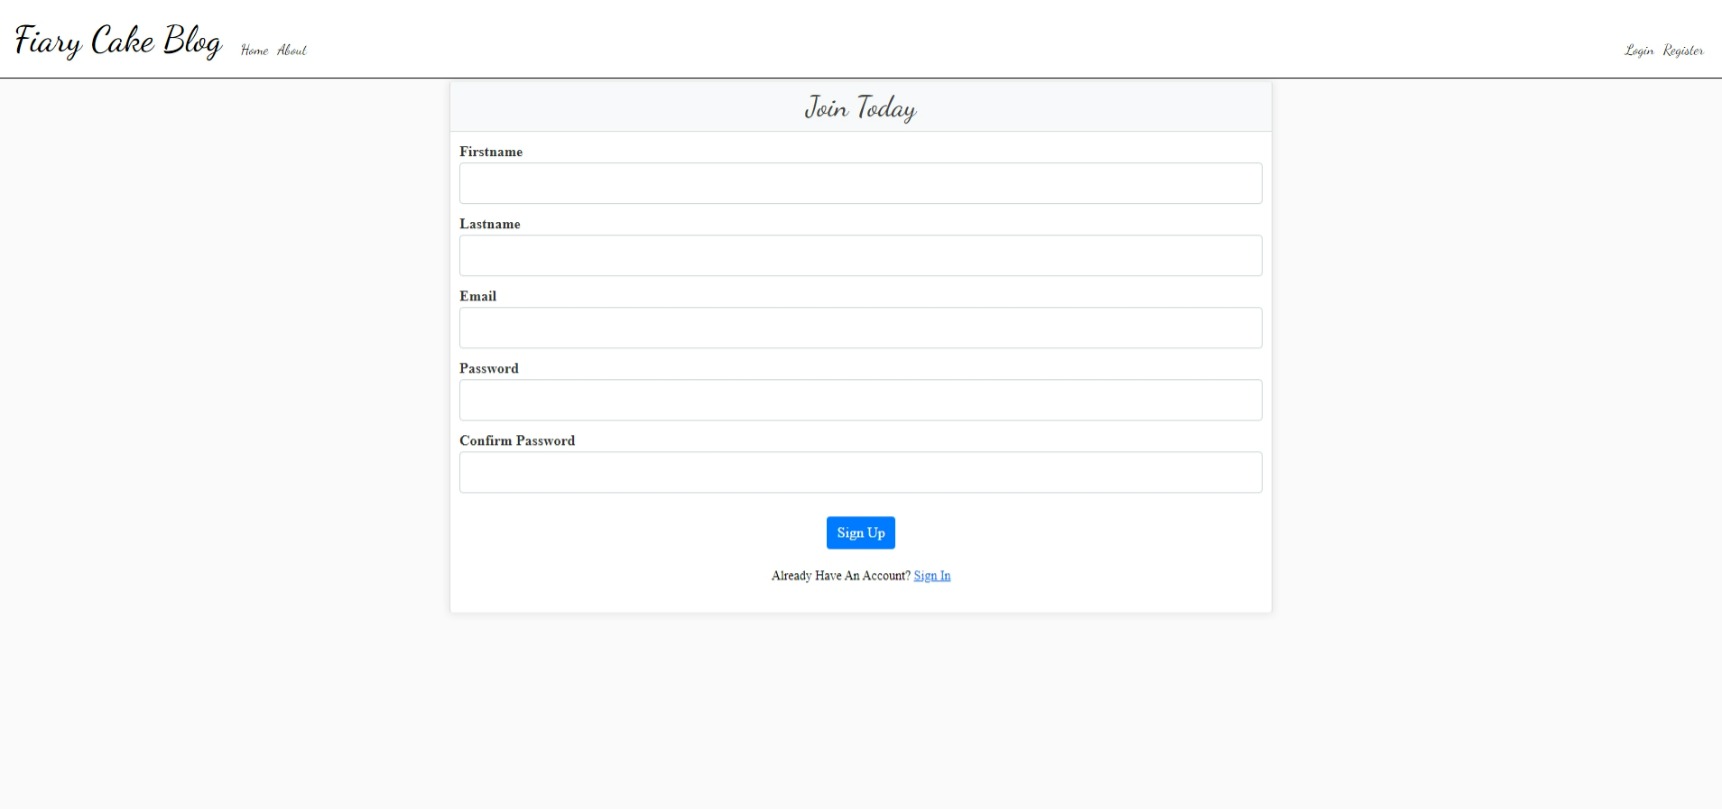 Fiary Cake Blog Home About Login Register
Join Today
Firstname
Lastname
Email
Password
Confirm Password
Sign Up
Already Have An Account? Sign In